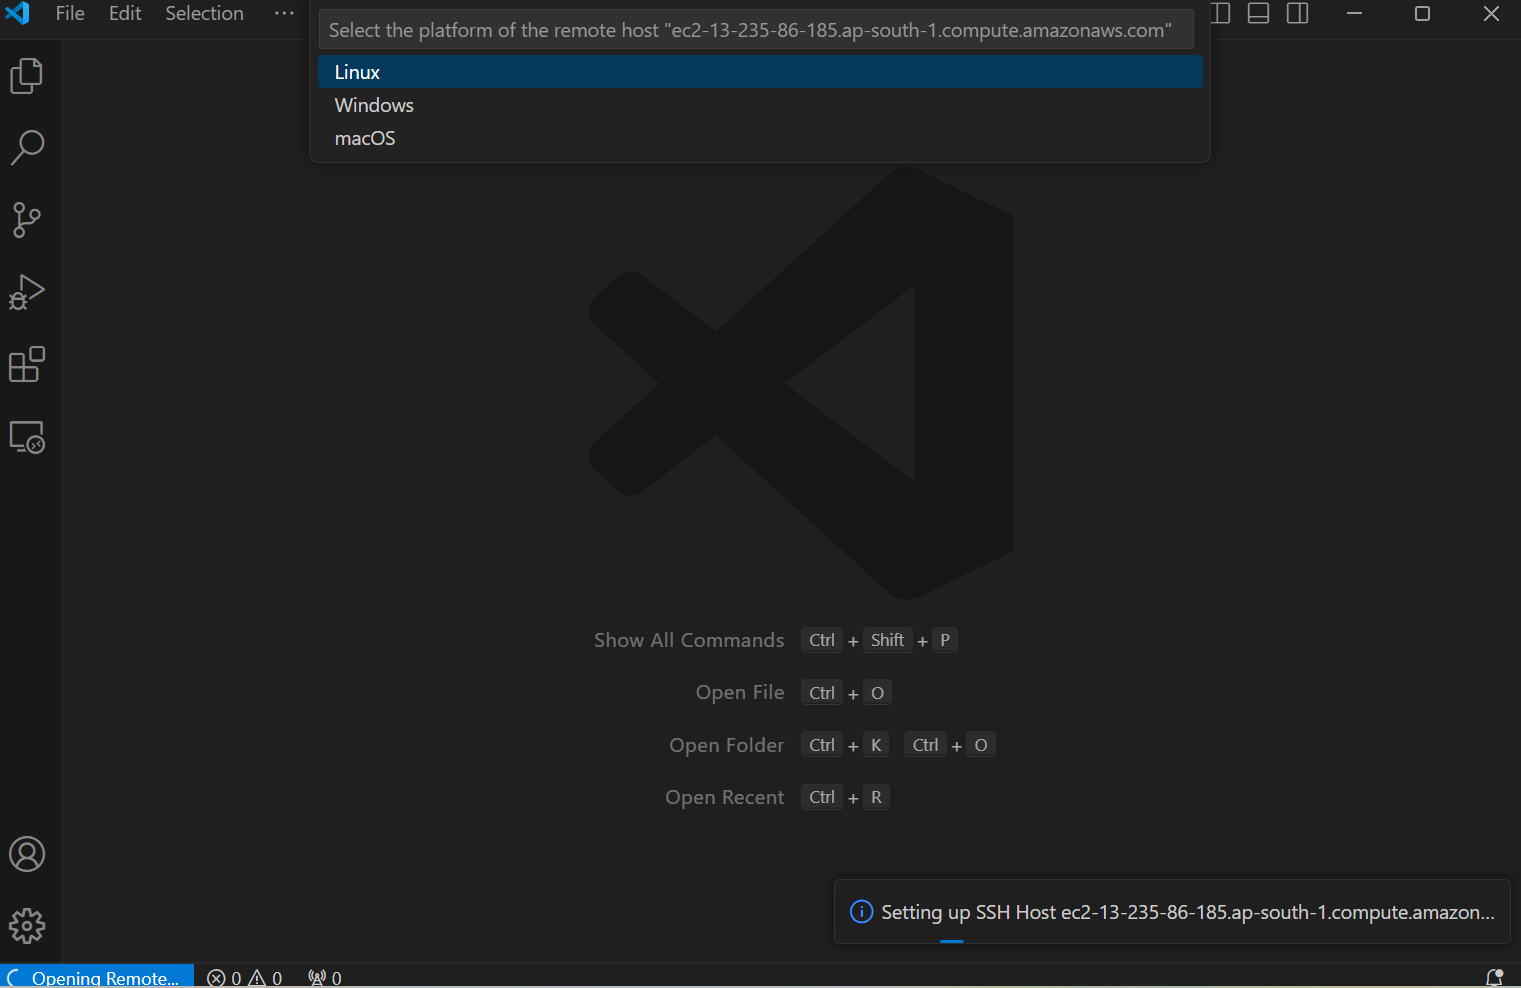 File Edit Selection ···
Select the platform of the remote host "ec2-13-235-86-185.ap-south-1.compute.amazonaws.com"
Linux
Windows
macOS
Show All Commands Ctrl + Shift + P
Open File Ctrl + O
Open Folder Ctrl + K Ctrl + O
Open Recent Ctrl + R
Setting up SSH Host ec2-13-235-86-185.ap-south-1.compute.amazon...
Opening Remote... 0 0 0